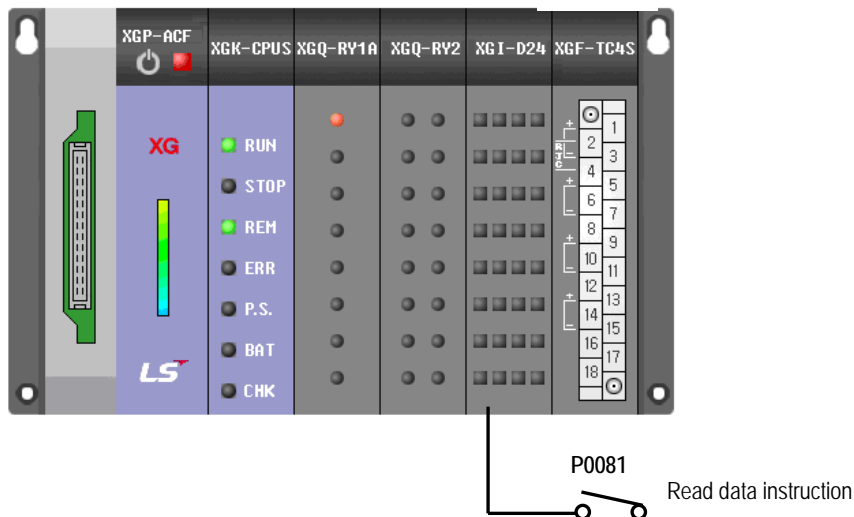 XGP-ACF XGK-CPUS XGQ-RY1A XGQ-RY2 XGI-D24 XGF-TC4S
XG
LS
RUN
STOP
REM
ERR
P.S.
BAT
CHK
+
-
RTC
+
-
+
-
+
-
1
2
3
4
5
6
7
8
9
10
11
12
13
14
15
16
17
18
P0081
Read data instruction